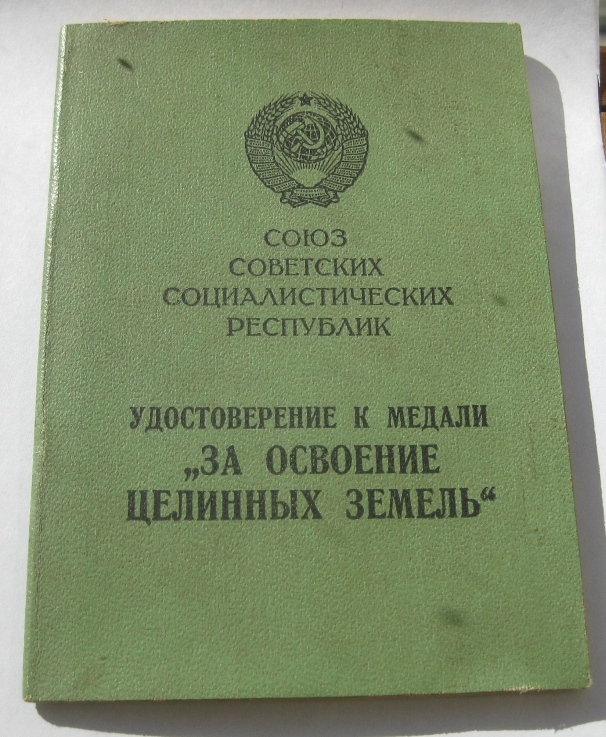 СОЮЗ
СОВЕТСКИХ
СОЦИАЛИСТИЧЕСКИХ
РЕСПУБЛИК
УДОСТОВЕРЕНИЕ К МЕДАЛИ
„ЗА ОСВОЕНИЕ
ЦЕЛИННЫХ ЗЕМЕЛЬ“